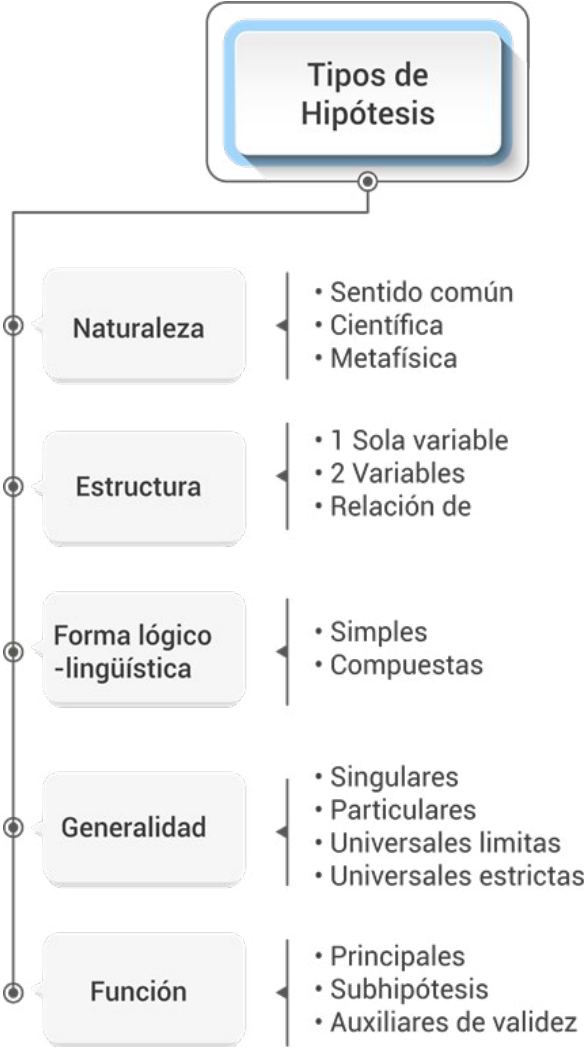 Tipos de
Hipótesis
Naturaleza
• Sentido común
• Científica
• Metafísica
Estructura
• 1 Sola variable
• 2 Variables
• Relación de
Forma lógico
-lingüística
• Simples
• Compuestas
Generalidad
• Singulares
• Particulares
• Universales limitas
• Universales estrictas
Función
• Principales
• Subhipótesis
• Auxiliares de validez